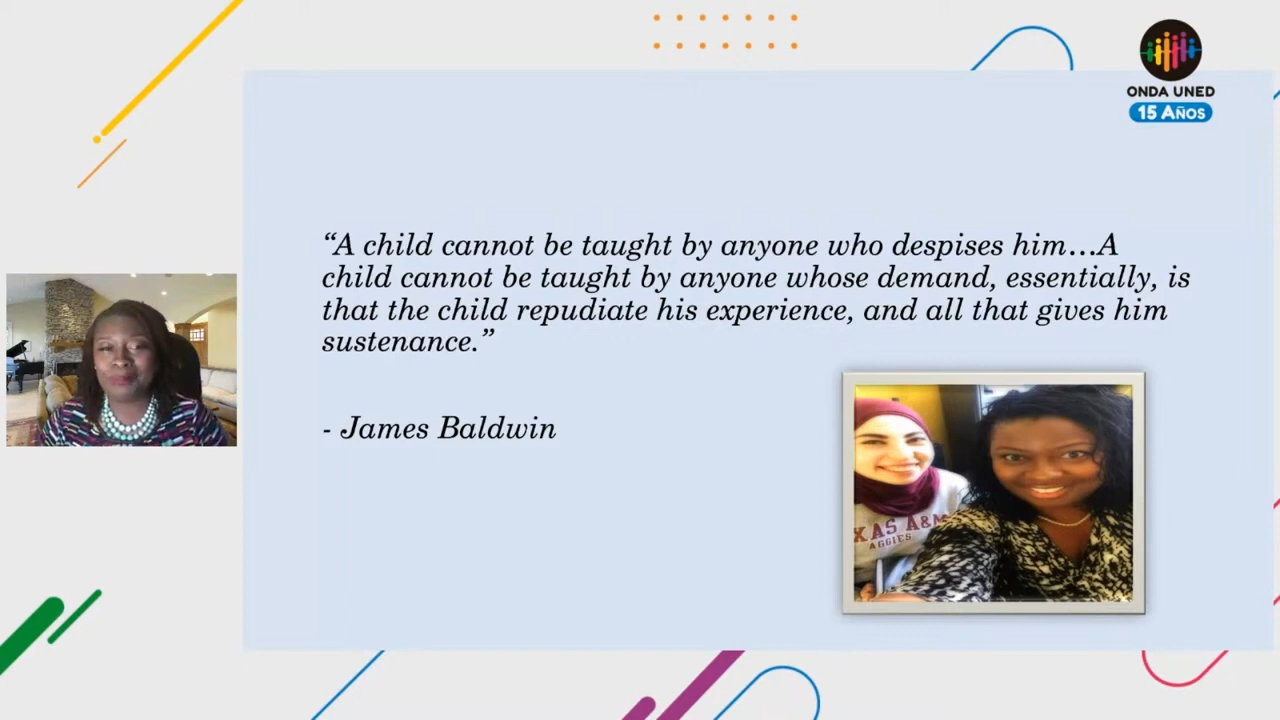 ONDA UNED
15 AÑOS
“A child cannot be taught by anyone who despises him…A
child cannot be taught by anyone whose demand, essentially, is
that the child repudiate his experience, and all that gives him
sustenance.”
- James Baldwin
XAS A&M
AGGIES